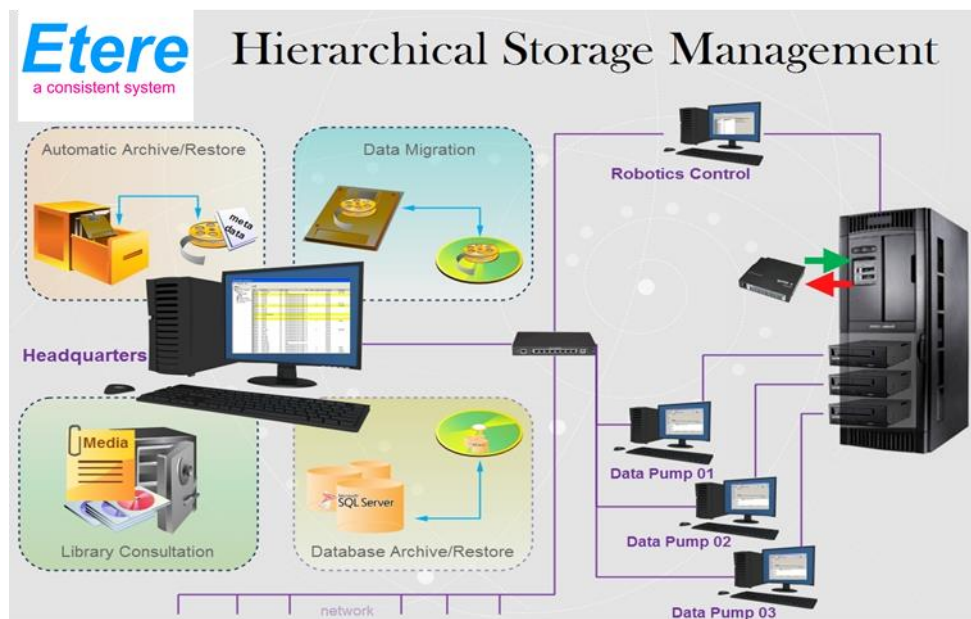 Etere
a consistent system
Hierarchical Storage Management
Automatic Archive/Restore
meta
data
Data Migration
Robotics Control
Headquarters
Media
Library Consultation
Microsoft
SQL Server
Database Archive/Restore
Data Pump 01
Data Pump 02
Data Pump 03
network